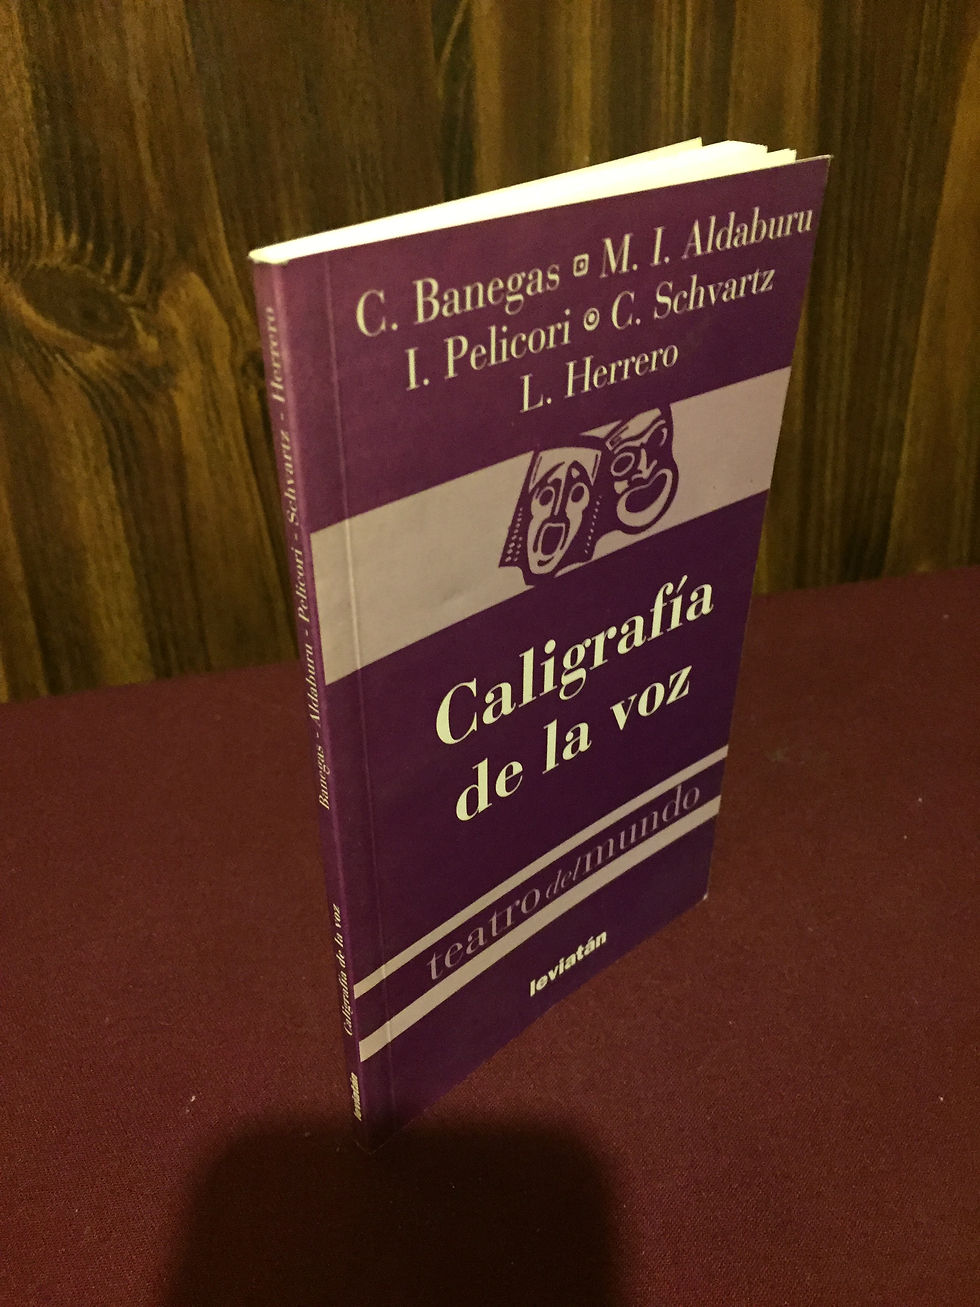 C. Banegas M. I. Aldaburu
I. Pelicori C. Schvartz
L. Herrero
Caligrafía
de la voz
teatro del mundo
leviatán
Banegas - Aldaburu - Pelicori - Schvartz - Herrero
Caligrafía de la voz
leviatán